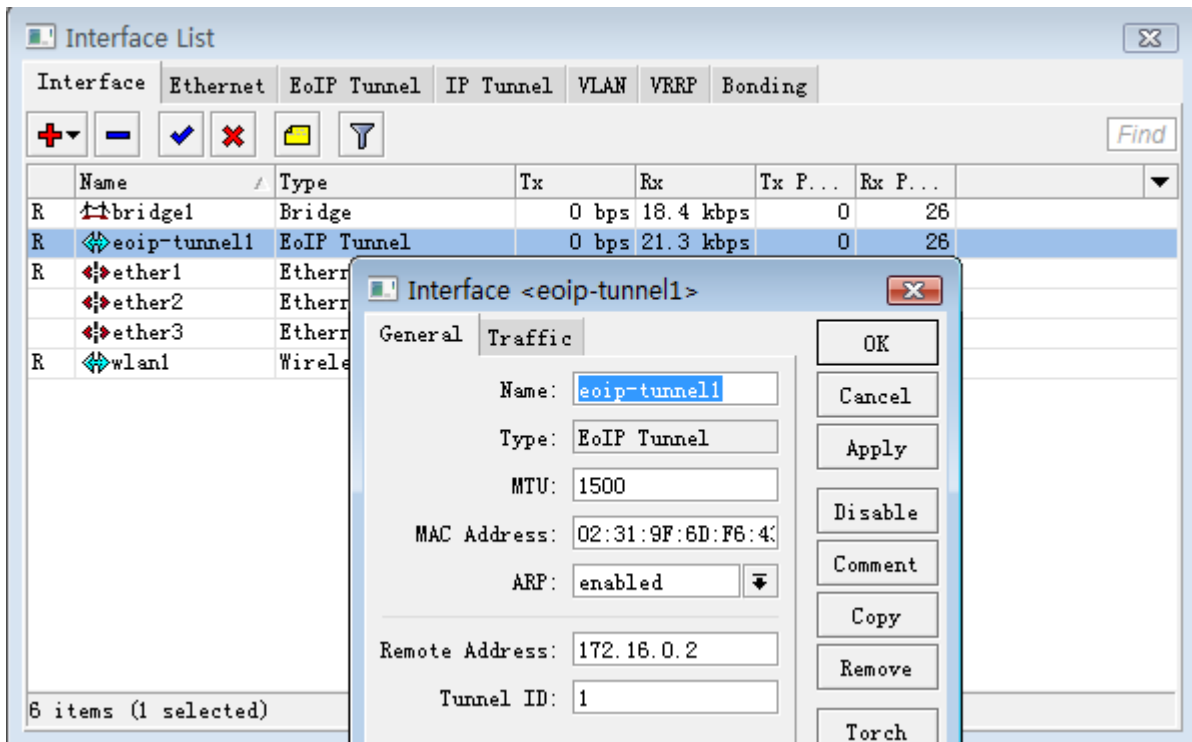 Interface List
Interface Ethernet EoIP Tunnel IP Tunnel VLAN VRRP Bonding
Find
Name Type Tx Rx Tx P... Rx P...
R bridge1 Bridge 0 bps 18.4 kbps 0 26
R eoip-tunnel1 EoIP Tunnel 0 bps 21.3 kbps 0 26
R ether1
ether2
ether3
R wlan1
Interface <eoip-tunnel1>
General Traffic
OK
Name: eoip-tunnel1
Cancel
Type: EoIP Tunnel
Apply
MTU: 1500
Disable
MAC Address: 02:31:9F:6D:F6:4
Comment
ARP: enabled
Copy
Remote Address: 172.16.0.2
Remove
Tunnel ID: 1
6 items (1 selected)
Torch